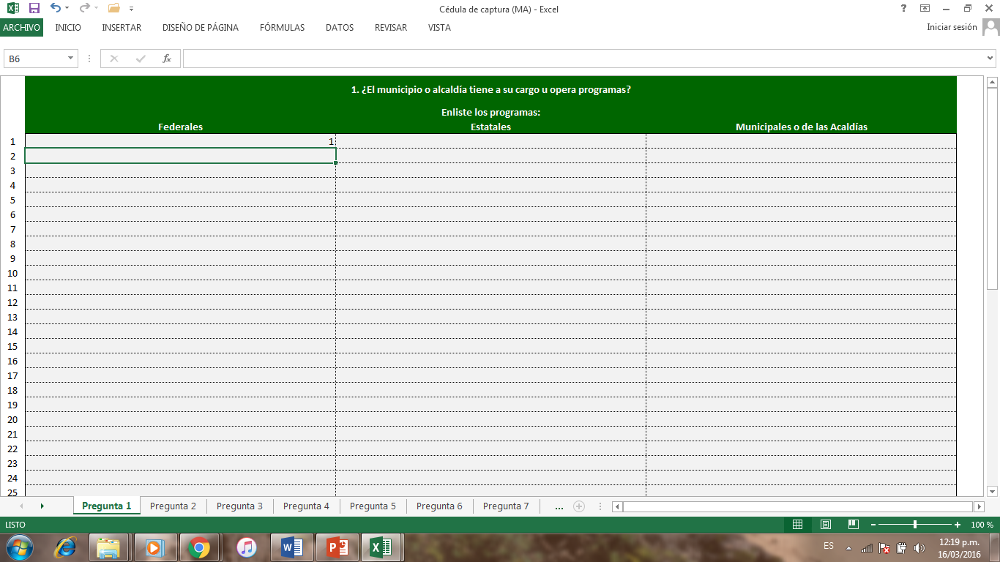 Cédula de captura (MA) - Excel
ARCHIVO INICIO INSERTAR DISEÑO DE PÁGINA FÓRMULAS DATOS REVISAR VISTA Iniciar sesión
B6
1. ¿El municipio o alcaldía tiene a su cargo u opera programas?
Enliste los programas:
Federales Estatales Municipales o de las Acaldías
1 1
2
3
4
5
6
7
8
9
10
11
12
13
14
15
16
17
18
19
20
21
22
23
24
25
Pregunta 1 Pregunta 2 Pregunta 3 Pregunta 4 Pregunta 5 Pregunta 6 Pregunta 7 ...
LISTO 100 %
ES 12:19 p.m.
16/03/2016